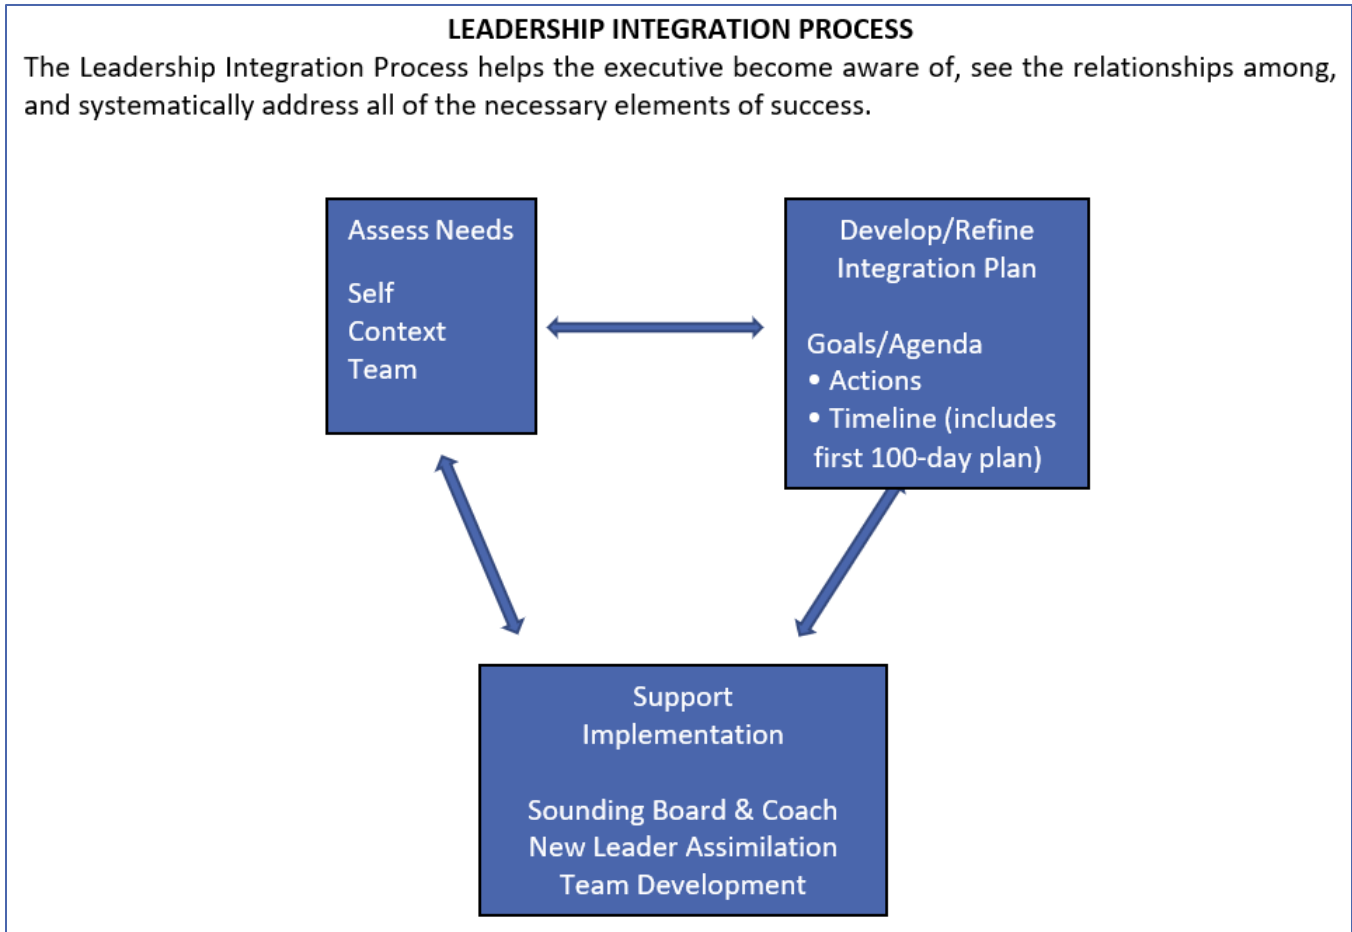 LEADERSHIP INTEGRATION PROCESS
The Leadership Integration Process helps the executive become aware of, see the relationships among,
and systematically address all of the necessary elements of success.
Assess Needs
Self
Context
Team
Develop/Refine
Integration Plan
Goals/Agenda
• Actions
• Timeline (includes
first 100-day plan)
Support
Implementation
Sounding Board & Coach
New Leader Assimilation
Team Development